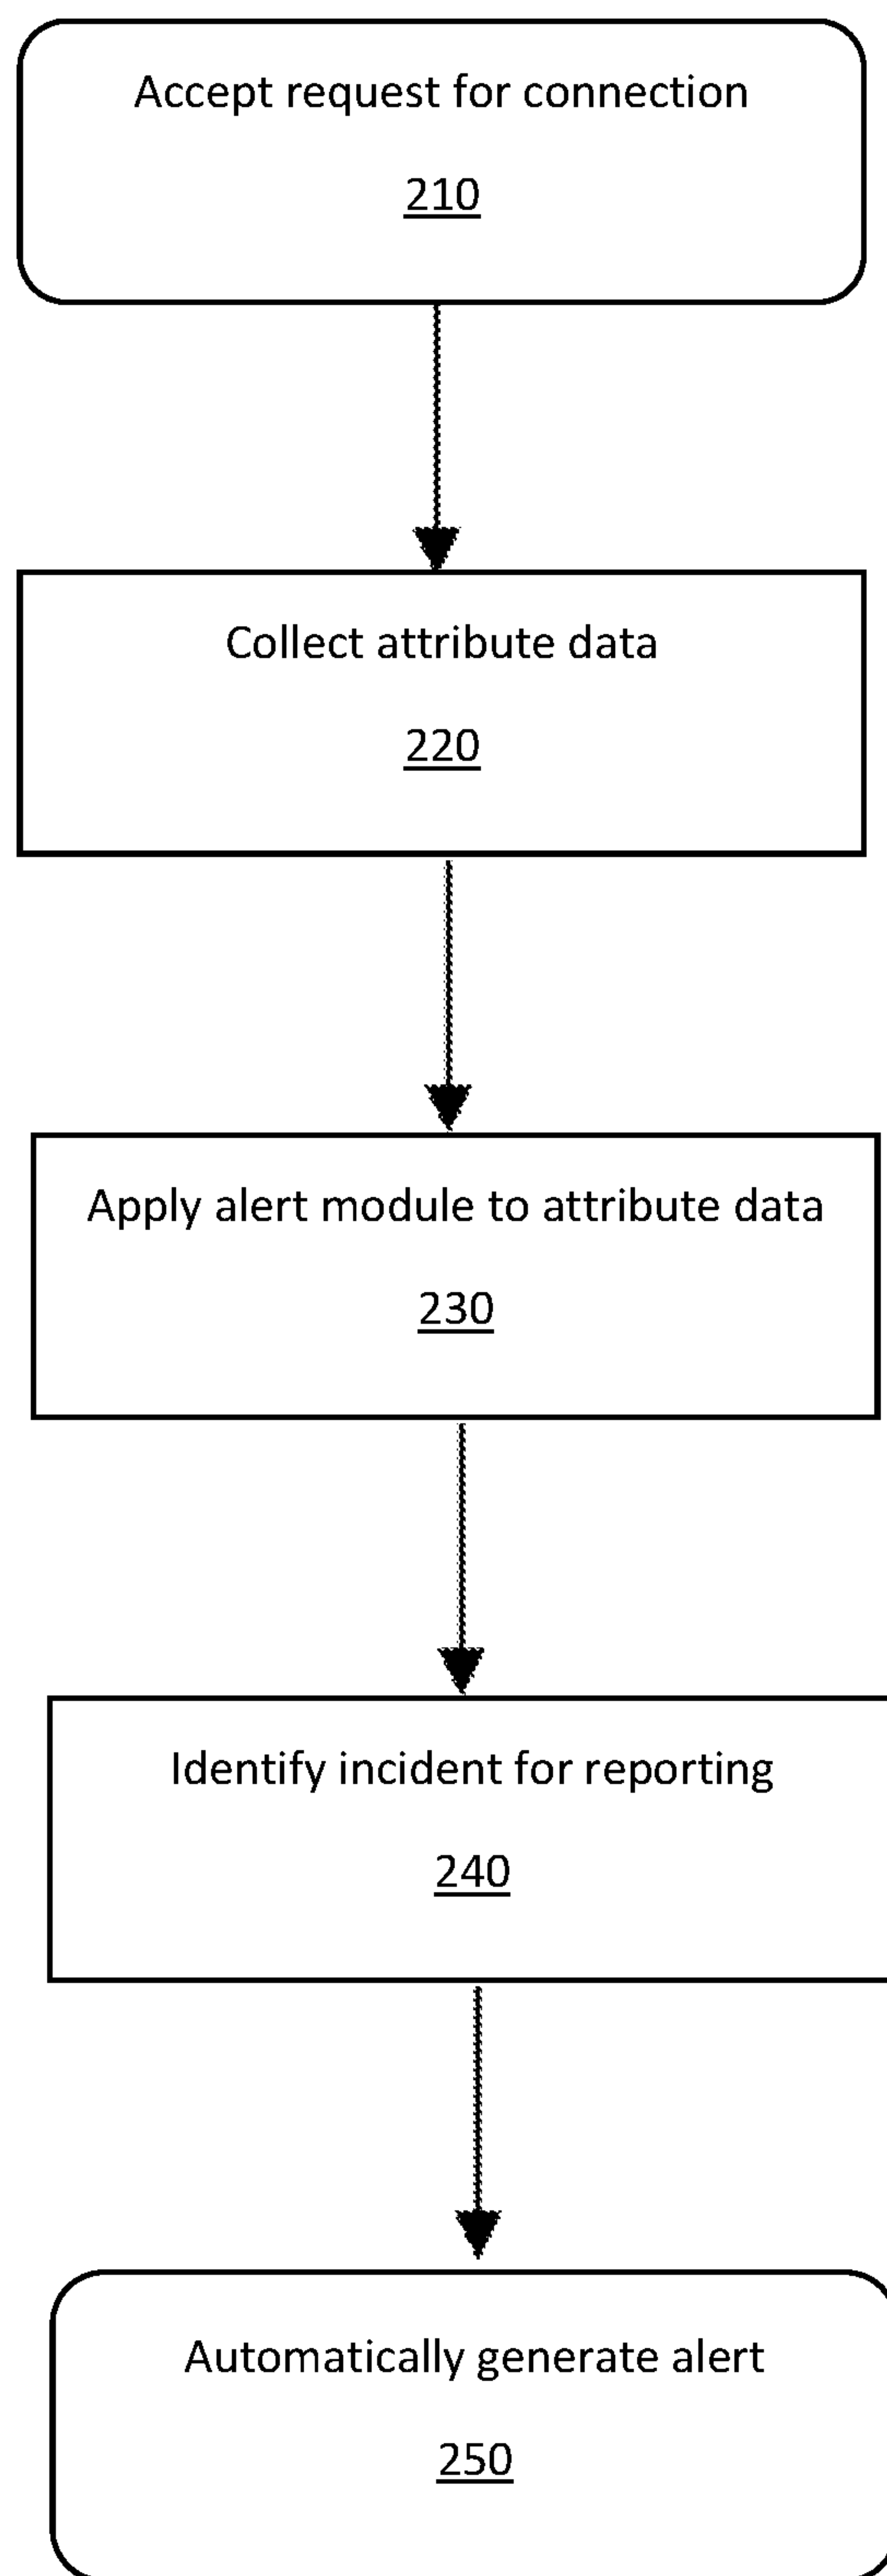 Accept request for connection
210
Collect attribute data
220
Apply alert module to attribute data
230
Identify incident for reporting
240
Automatically generate alert
250